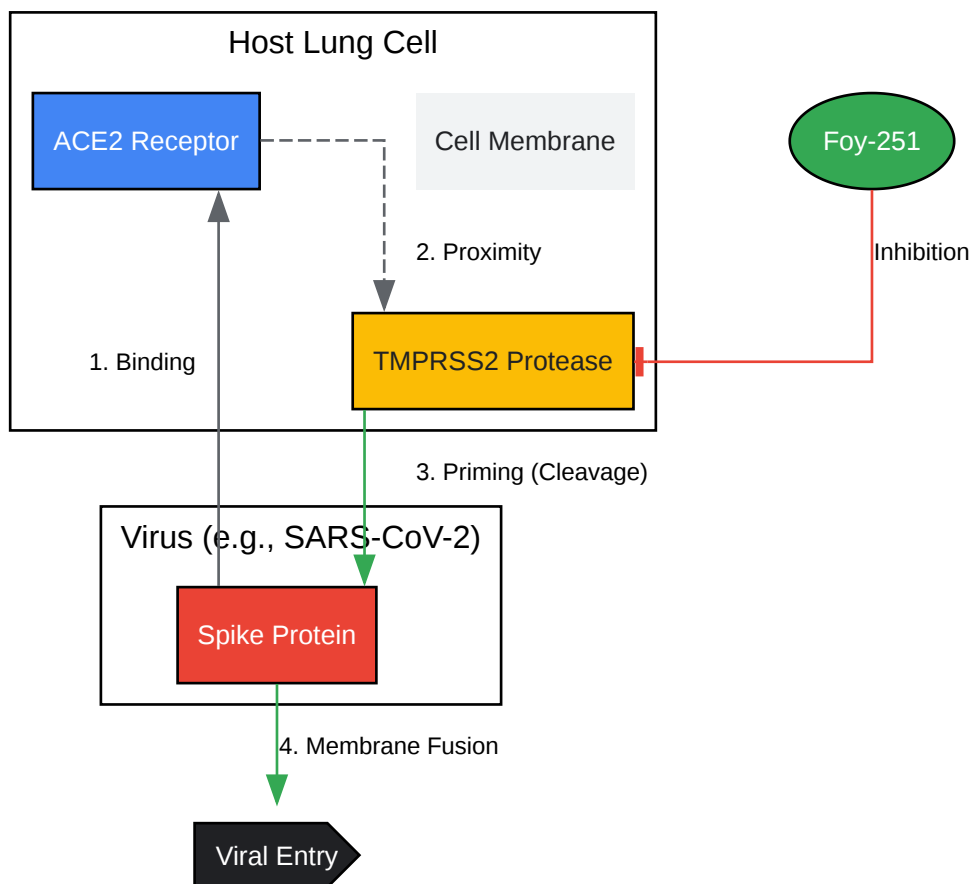 Host Lung Cell
ACE2 Receptor
Cell Membrane
Foy-251
2. Proximity
Inhibition
1. Binding
TMPRSS2 Protease
3. Priming (Cleavage)
Virus (e.g., SARS-CoV-2)
Spike Protein
4. Membrane Fusion
Viral Entry